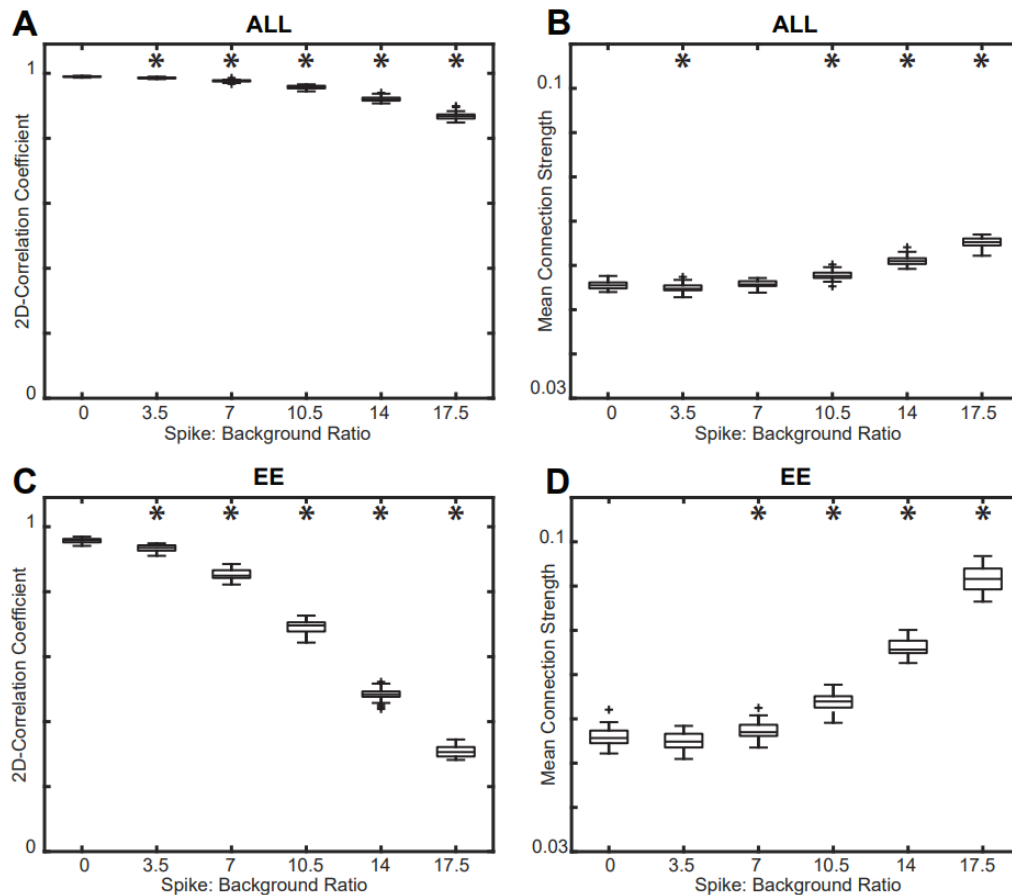 A
ALL
* * * * *
1
0
2D-Correlation Coefficient
0 3.5 7 10.5 14 17.5
Spike: Background Ratio
B
ALL
* * * *
0.1
0.03
Mean Connection Strength
0 3.5 7 10.5 14 17.5
Spike: Background Ratio
C
EE
* * * * *
1
0
2D-Correlation Coefficient
0 3.5 7 10.5 14 17.5
Spike: Background Ratio
D
EE
* * * *
0.1
0.03
Mean Connection Strength
0 3.5 7 10.5 14 17.5
Spike: Background Ratio